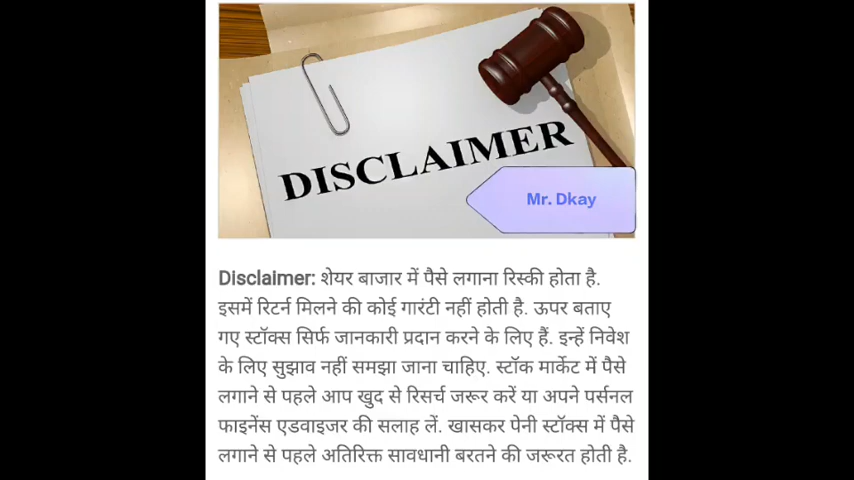 DISCLAIMER
Mr. Dkay
Disclaimer: शेयर बाजार में पैसे लगाना रिस्की होता है.
इसमें रिटर्न मिलने की कोई गारंटी नहीं होती है. ऊपर बताए
गए स्टॉक्स सिर्फ जानकारी प्रदान करने के लिए हैं. इन्हें निवेश
के लिए सुझाव नहीं समझा जाना चाहिए. स्टॉक मार्केट में पैसे
लगाने से पहले आप खुद से रिसर्च जरूर करें या अपने पर्सनल
फाइनेंस एडवाइजर की सलाह लें. खासकर पेनी स्टॉक्स में पैसे
लगाने से पहले अतिरिक्त सावधानी बरतने की जरूरत होती है.